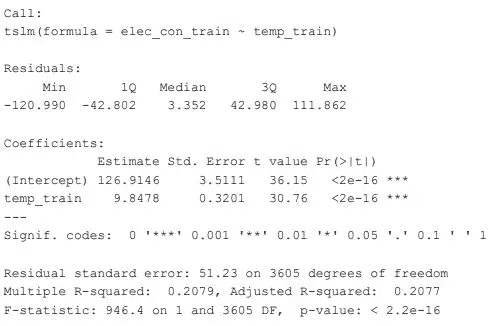 Call:
tslm(formula = elec_con_train ~ temp_train)
Residuals:
Min 1Q Median 3Q Max
-120.990 -42.802 3.352 42.980 111.862
Coefficients:
Estimate Std. Error t value Pr(>|t|)
(Intercept) 126.9146 3.5111 36.15 <2e-16 ***
temp_train 9.8478 0.3201 30.76 <2e-16 ***
---
Signif. codes: 0 '***' 0.001 '**' 0.01 '*' 0.05 '.' 0.1 ' ' 1
Residual standard error: 51.23 on 3605 degrees of freedom
Multiple R-squared: 0.2079, Adjusted R-squared: 0.2077
F-statistic: 946.4 on 1 and 3605 DF, p-value: < 2.2e-16